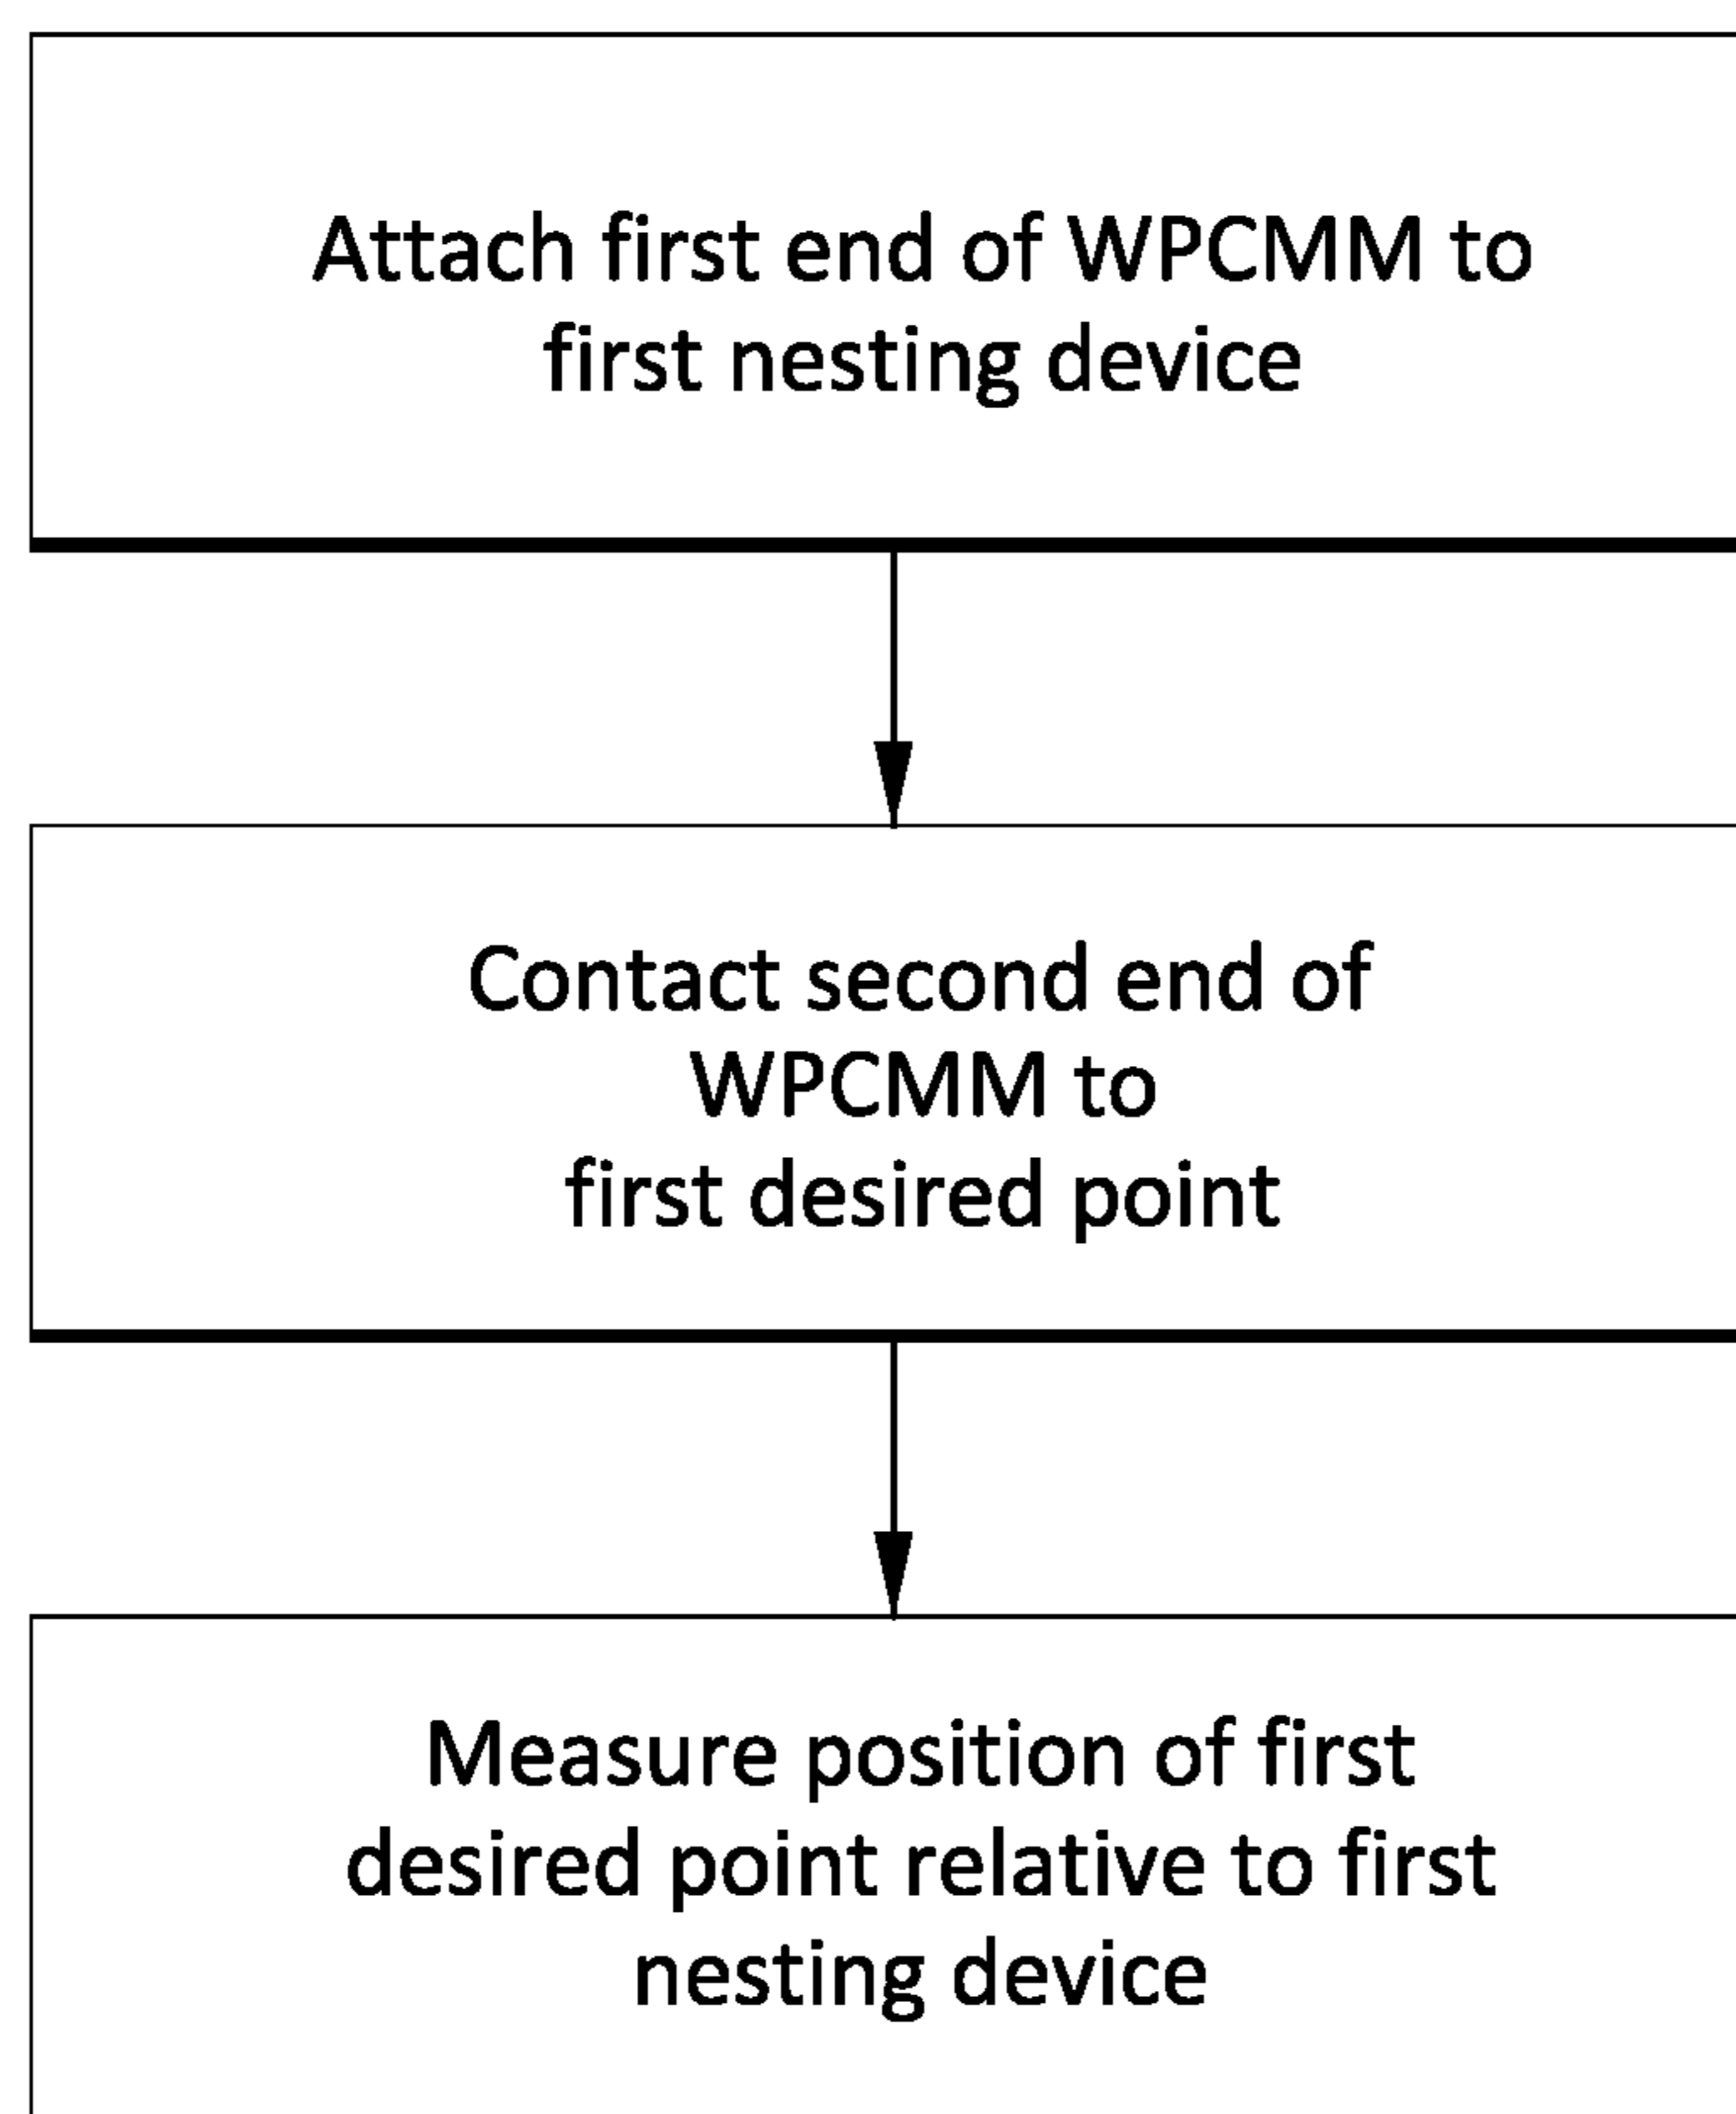 Attach first end of WPCMM to
first nesting device
Contact second end of
WPCMM to
first desired point
Measure position of first
desired point relative to first
nesting device